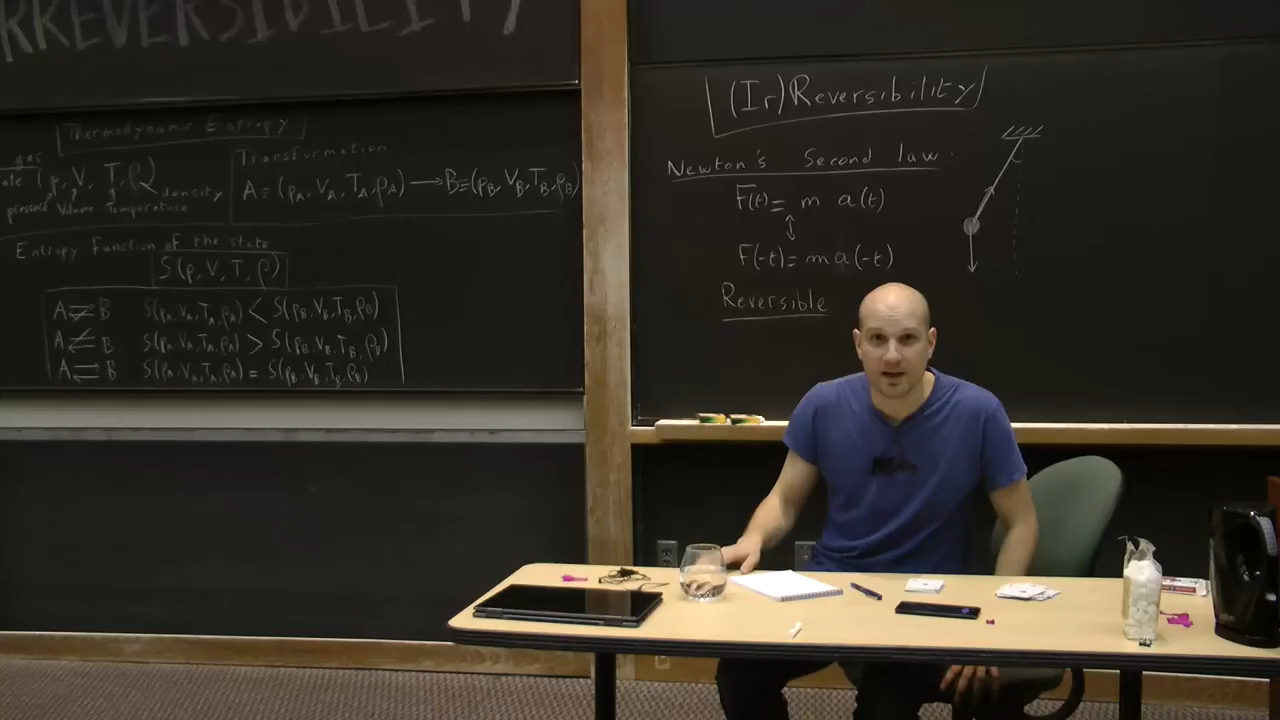 RREVERSIBILITY
Thermodynamic Entropy
gas
ate (p, V, T, ρ) density
pressure Volume Temperature
Transformation
A = (p_A, V_A, T_A, ρ_A) → B = (p_B, V_B, T_B, ρ_B)
Entropy Function of the state
S(p, V, T, ρ)
A ⇌ B S(p_A, V_A, T_A, ρ_A) < S(p_B, V_B, T_B, ρ_B)
A ⇌ B S(p_A, V_A, T_A, ρ_A) > S(p_B, V_B, T_B, ρ_B)
A ⇌ B S(p_A, V_A, T_A, ρ_A) = S(p_B, V_B, T_B, ρ_B)
(Ir)Reversibility
Newton's Second law.
F(t) = m a(t)
↕
F(-t) = m a(-t)
Reversible